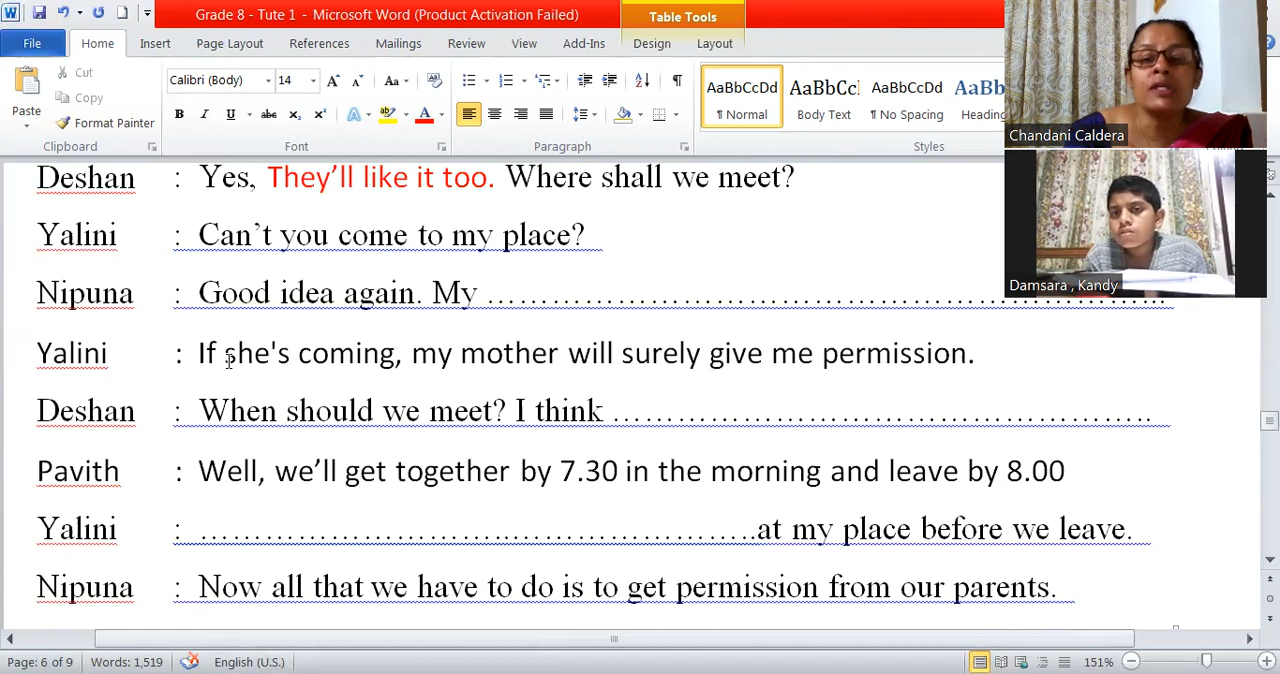 Grade 8 - Tute 1 - Microsoft Word (Product Activation Failed)
Table Tools
File Home Insert Page Layout References Mailings Review View Add-Ins Design Layout
Paste
Cut
Copy
Format Painter
Clipboard
Calibri (Body) 14
Font
Paragraph
AaBbCcDd AaBbCc AaBbCcDd AaBb
¶ Normal Body Text ¶ No Spacing Heading
Styles
Chandani Caldera
Damsara , Kandy
Deshan : Yes, They’ll like it too. Where shall we meet?
Yalini : Can’t you come to my place?
Nipuna : Good idea again. My ……………………………………………………………
Yalini : If she's coming, my mother will surely give me permission.
Deshan : When should we meet? I think …………………………………………………..
Pavith : Well, we’ll get together by 7.30 in the morning and leave by 8.00
Yalini : …………………………….…………………….at my place before we leave.
Nipuna : Now all that we have to do is to get permission from our parents.
Page: 6 of 9 Words: 1,519 English (U.S.) 151%